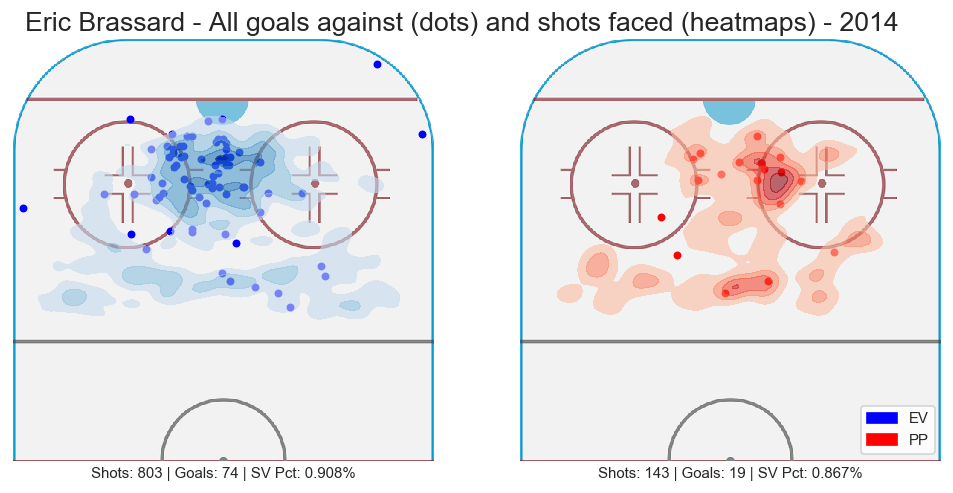 Eric Brassard - All goals against (dots) and shots faced (heatmaps) - 2014
EV
PP
Shots: 803 | Goals: 74 | SV Pct: 0.908%
Shots: 143 | Goals: 19 | SV Pct: 0.867%